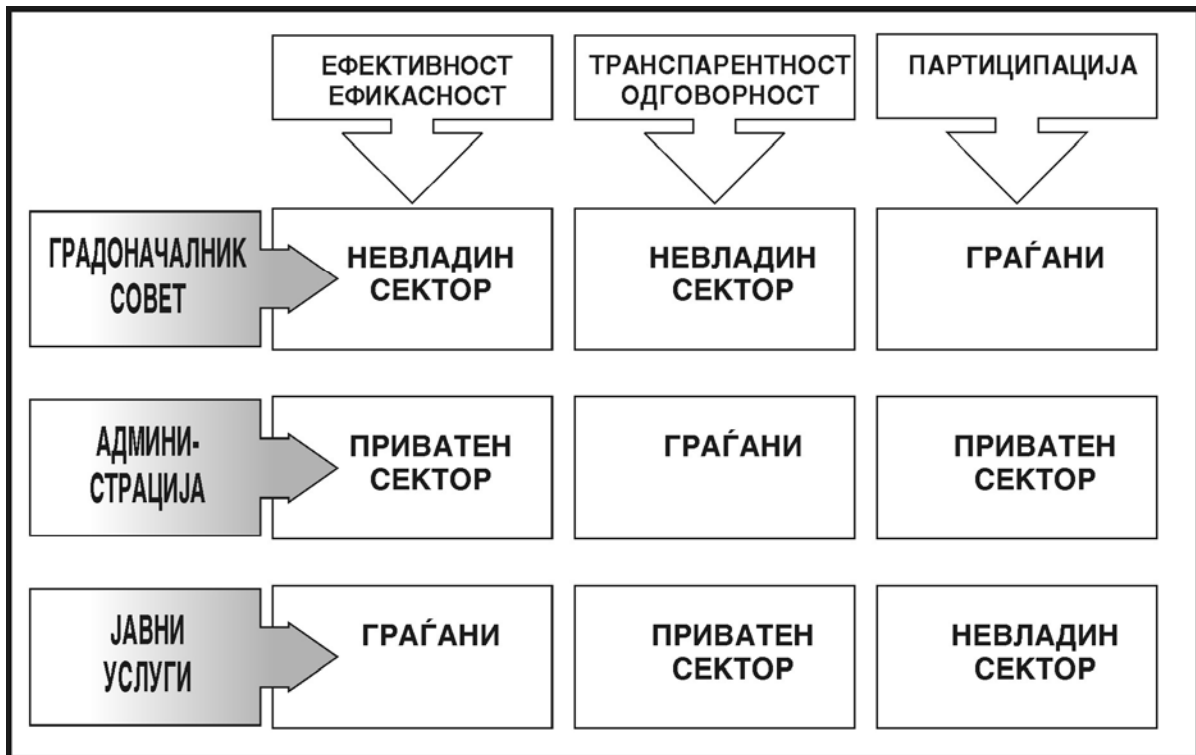 ЕФЕКТИВНОСТ
ЕФИКАСНОСТ
ТРАНСПАРЕНТНОСТ
ОДГОВОРНОСТ
ПАРТИЦИПАЦИЈА
ГРАДОНАЧАЛНИК
СОВЕТ
НЕВЛАДИН
СЕКТОР
НЕВЛАДИН
СЕКТОР
ГРАЃАНИ
АДМИНИ-
СТРАЦИЈА
ПРИВАТЕН
СЕКТОР
ГРАЃАНИ
ПРИВАТЕН
СЕКТОР
ЈАВНИ
УСЛУГИ
ГРАЃАНИ
ПРИВАТЕН
СЕКТОР
НЕВЛАДИН
СЕКТОР